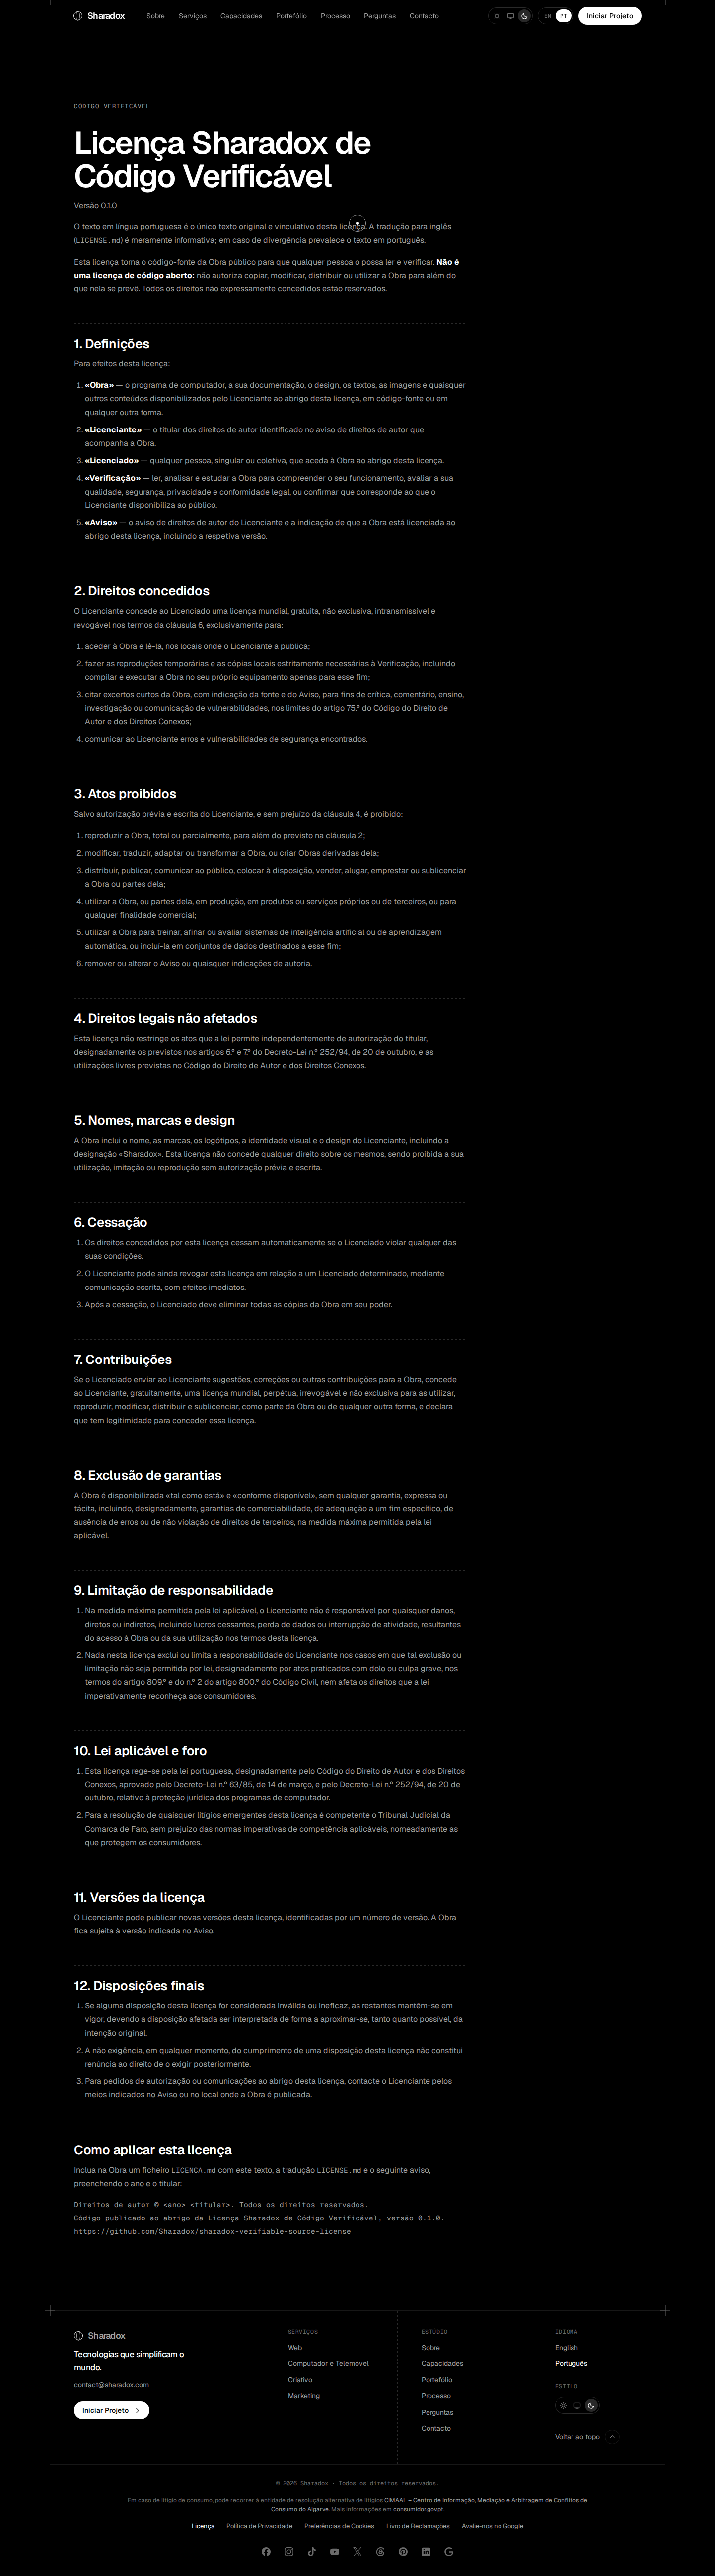 Sharadox
Sobre
Serviços
Capacidades
Portefólio
Processo
Perguntas
Contacto
EN
PT
Iniciar Projeto
CÓDIGO VERIFICÁVEL
Licença Sharadox de
Código Verificável
Versão 0.1.0
O texto em língua portuguesa é o único texto original e vinculativo desta licença. A tradução para inglês
(LICENSE.md) é meramente informativa; em caso de divergência prevalece o texto em português.
Esta licença torna o código-fonte da Obra público para que qualquer pessoa o possa ler e verificar. Não é
uma licença de código aberto: não autoriza copiar, modificar, distribuir ou utilizar a Obra para além do
que nela se prevê. Todos os direitos não expressamente concedidos estão reservados.
1. Definições
Para efeitos desta licença:
1. «Obra» — o programa de computador, a sua documentação, o design, os textos, as imagens e quaisquer
outros conteúdos disponibilizados pelo Licenciante ao abrigo desta licença, em código-fonte ou em
qualquer outra forma.
2. «Licenciante» — o titular dos direitos de autor identificado no aviso de direitos de autor que
acompanha a Obra.
3. «Licenciado» — qualquer pessoa, singular ou coletiva, que aceda à Obra ao abrigo desta licença.
4. «Verificação» — ler, analisar e estudar a Obra para compreender o seu funcionamento, avaliar a sua
qualidade, segurança, privacidade e conformidade legal, ou confirmar que corresponde ao que o
Licenciante disponibiliza ao público.
5. «Aviso» — o aviso de direitos de autor do Licenciante e a indicação de que a Obra está licenciada ao
abrigo desta licença, incluindo a respetiva versão.
2. Direitos concedidos
O Licenciante concede ao Licenciado uma licença mundial, gratuita, não exclusiva, intransmissível e
revogável nos termos da cláusula 6, exclusivamente para:
1. aceder à Obra e lê-la, nos locais onde o Licenciante a publica;
2. fazer as reproduções temporárias e as cópias locais estritamente necessárias à Verificação, incluindo
compilar e executar a Obra no seu próprio equipamento apenas para esse fim;
3. citar excertos curtos da Obra, com indicação da fonte e do Aviso, para fins de crítica, comentário, ensino,
investigação ou comunicação de vulnerabilidades, nos limites do artigo 75.º do Código do Direito de
Autor e dos Direitos Conexos;
4. comunicar ao Licenciante erros e vulnerabilidades de segurança encontrados.
3. Atos proibidos
Salvo autorização prévia e escrita do Licenciante, e sem prejuízo da cláusula 4, é proibido:
1. reproduzir a Obra, total ou parcialmente, para além do previsto na cláusula 2;
2. modificar, traduzir, adaptar ou transformar a Obra, ou criar Obras derivadas dela;
3. distribuir, publicar, comunicar ao público, colocar à disposição, vender, alugar, emprestar ou sublicenciar
a Obra ou partes dela;
4. utilizar a Obra, ou partes dela, em produção, em produtos ou serviços próprios ou de terceiros, ou para
qualquer finalidade comercial;
5. utilizar a Obra para treinar, afinar ou avaliar sistemas de inteligência artificial ou de aprendizagem
automática, ou incluí-la em conjuntos de dados destinados a esse fim;
6. remover ou alterar o Aviso ou quaisquer indicações de autoria.
4. Direitos legais não afetados
Esta licença não restringe os atos que a lei permite independentemente de autorização do titular,
designadamente os previstos nos artigos 6.º e 7.º do Decreto-Lei n.º 252/94, de 20 de outubro, e as
utilizações livres previstas no Código do Direito de Autor e dos Direitos Conexos.
5. Nomes, marcas e design
A Obra inclui o nome, as marcas, os logótipos, a identidade visual e o design do Licenciante, incluindo a
designação «Sharadox». Esta licença não concede qualquer direito sobre os mesmos, sendo proibida a sua
utilização, imitação ou reprodução sem autorização prévia e escrita.
6. Cessação
1. Os direitos concedidos por esta licença cessam automaticamente se o Licenciado violar qualquer das
suas condições.
2. O Licenciante pode ainda revogar esta licença em relação a um Licenciado determinado, mediante
comunicação escrita, com efeitos imediatos.
3. Após a cessação, o Licenciado deve eliminar todas as cópias da Obra em seu poder.
7. Contribuições
Se o Licenciado enviar ao Licenciante sugestões, correções ou outras contribuições para a Obra, concede
ao Licenciante, gratuitamente, uma licença mundial, perpétua, irrevogável e não exclusiva para as utilizar,
reproduzir, modificar, distribuir e sublicenciar, como parte da Obra ou de qualquer outra forma, e declara
que tem legitimidade para conceder essa licença.
8. Exclusão de garantias
A Obra é disponibilizada «tal como está» e «conforme disponível», sem qualquer garantia, expressa ou
tácita, incluindo, designadamente, garantias de comerciabilidade, de adequação a um fim específico, de
ausência de erros ou de não violação de direitos de terceiros, na medida máxima permitida pela lei
aplicável.
9. Limitação de responsabilidade
1. Na medida máxima permitida pela lei aplicável, o Licenciante não é responsável por quaisquer danos,
diretos ou indiretos, incluindo lucros cessantes, perda de dados ou interrupção de atividade, resultantes
do acesso à Obra ou da sua utilização nos termos desta licença.
2. Nada nesta licença exclui ou limita a responsabilidade do Licenciante nos casos em que tal exclusão ou
limitação não seja permitida por lei, designadamente por atos praticados com dolo ou culpa grave, nos
termos do artigo 809.º e do n.º 2 do artigo 800.º do Código Civil, nem afeta os direitos que a lei
imperativamente reconheça aos consumidores.
10. Lei aplicável e foro
1. Esta licença rege-se pela lei portuguesa, designadamente pelo Código do Direito de Autor e dos Direitos
Conexos, aprovado pelo Decreto-Lei n.º 63/85, de 14 de março, e pelo Decreto-Lei n.º 252/94, de 20 de
outubro, relativo à proteção jurídica dos programas de computador.
2. Para a resolução de quaisquer litígios emergentes desta licença é competente o Tribunal Judicial da
Comarca de Faro, sem prejuízo das normas imperativas de competência aplicáveis, nomeadamente as
que protegem os consumidores.
11. Versões da licença
O Licenciante pode publicar novas versões desta licença, identificadas por um número de versão. A Obra
fica sujeita à versão indicada no Aviso.
12. Disposições finais
1. Se alguma disposição desta licença for considerada inválida ou ineficaz, as restantes mantêm-se em
vigor, devendo a disposição afetada ser interpretada de forma a aproximar-se, tanto quanto possível, da
intenção original.
2. A não exigência, em qualquer momento, do cumprimento de uma disposição desta licença não constitui
renúncia ao direito de o exigir posteriormente.
3. Para pedidos de autorização ou comunicações ao abrigo desta licença, contacte o Licenciante pelos
meios indicados no Aviso ou no local onde a Obra é publicada.
Como aplicar esta licença
Inclua na Obra um ficheiro LICENCA.md com este texto, a tradução LICENSE.md e o seguinte aviso,
preenchendo o ano e o titular:
Direitos de autor © <ano> <titular>. Todos os direitos reservados.
Código publicado ao abrigo da Licença Sharadox de Código Verificável, versão 0.1.0.
https://github.com/Sharadox/sharadox-verifiable-source-license
Sharadox
Tecnologias que simplificam o
mundo.
contact@sharadox.com
Iniciar Projeto
SERVIÇOS
Web
Computador e Telemóvel
Criativo
Marketing
ESTÚDIO
Sobre
Capacidades
Portefólio
Processo
Perguntas
Contacto
IDIOMA
English
Português
ESTILO
Voltar ao topo
© 2026 Sharadox · Todos os direitos reservados.
Em caso de litígio de consumo, pode recorrer à entidade de resolução alternativa de litígios CIMAAL – Centro de Informação, Mediação e Arbitragem de Conflitos de
Consumo do Algarve. Mais informações em consumidor.gov.pt.
Licença
Política de Privacidade
Preferências de Cookies
Livro de Reclamações
Avalie-nos no Google